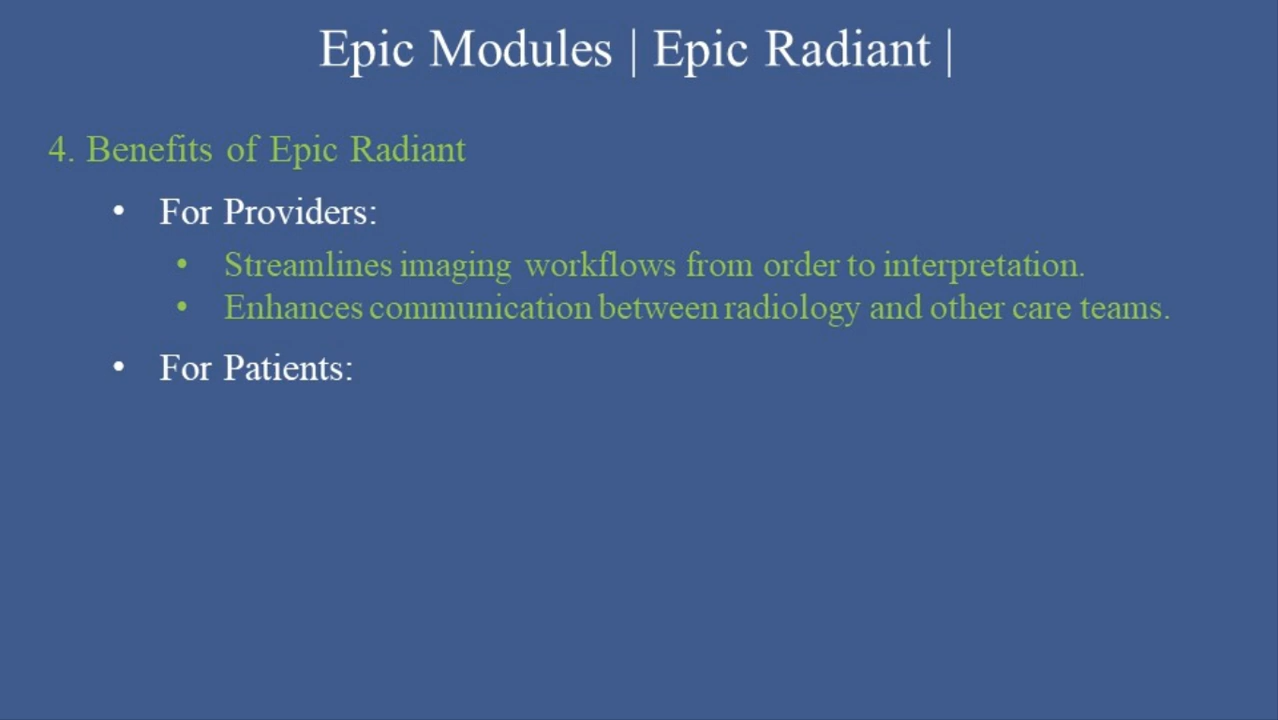 Epic Modules | Epic Radiant |
4. Benefits of Epic Radiant
• For Providers:
• Streamlines imaging workflows from order to interpretation.
• Enhances communication between radiology and other care teams.
• For Patients: